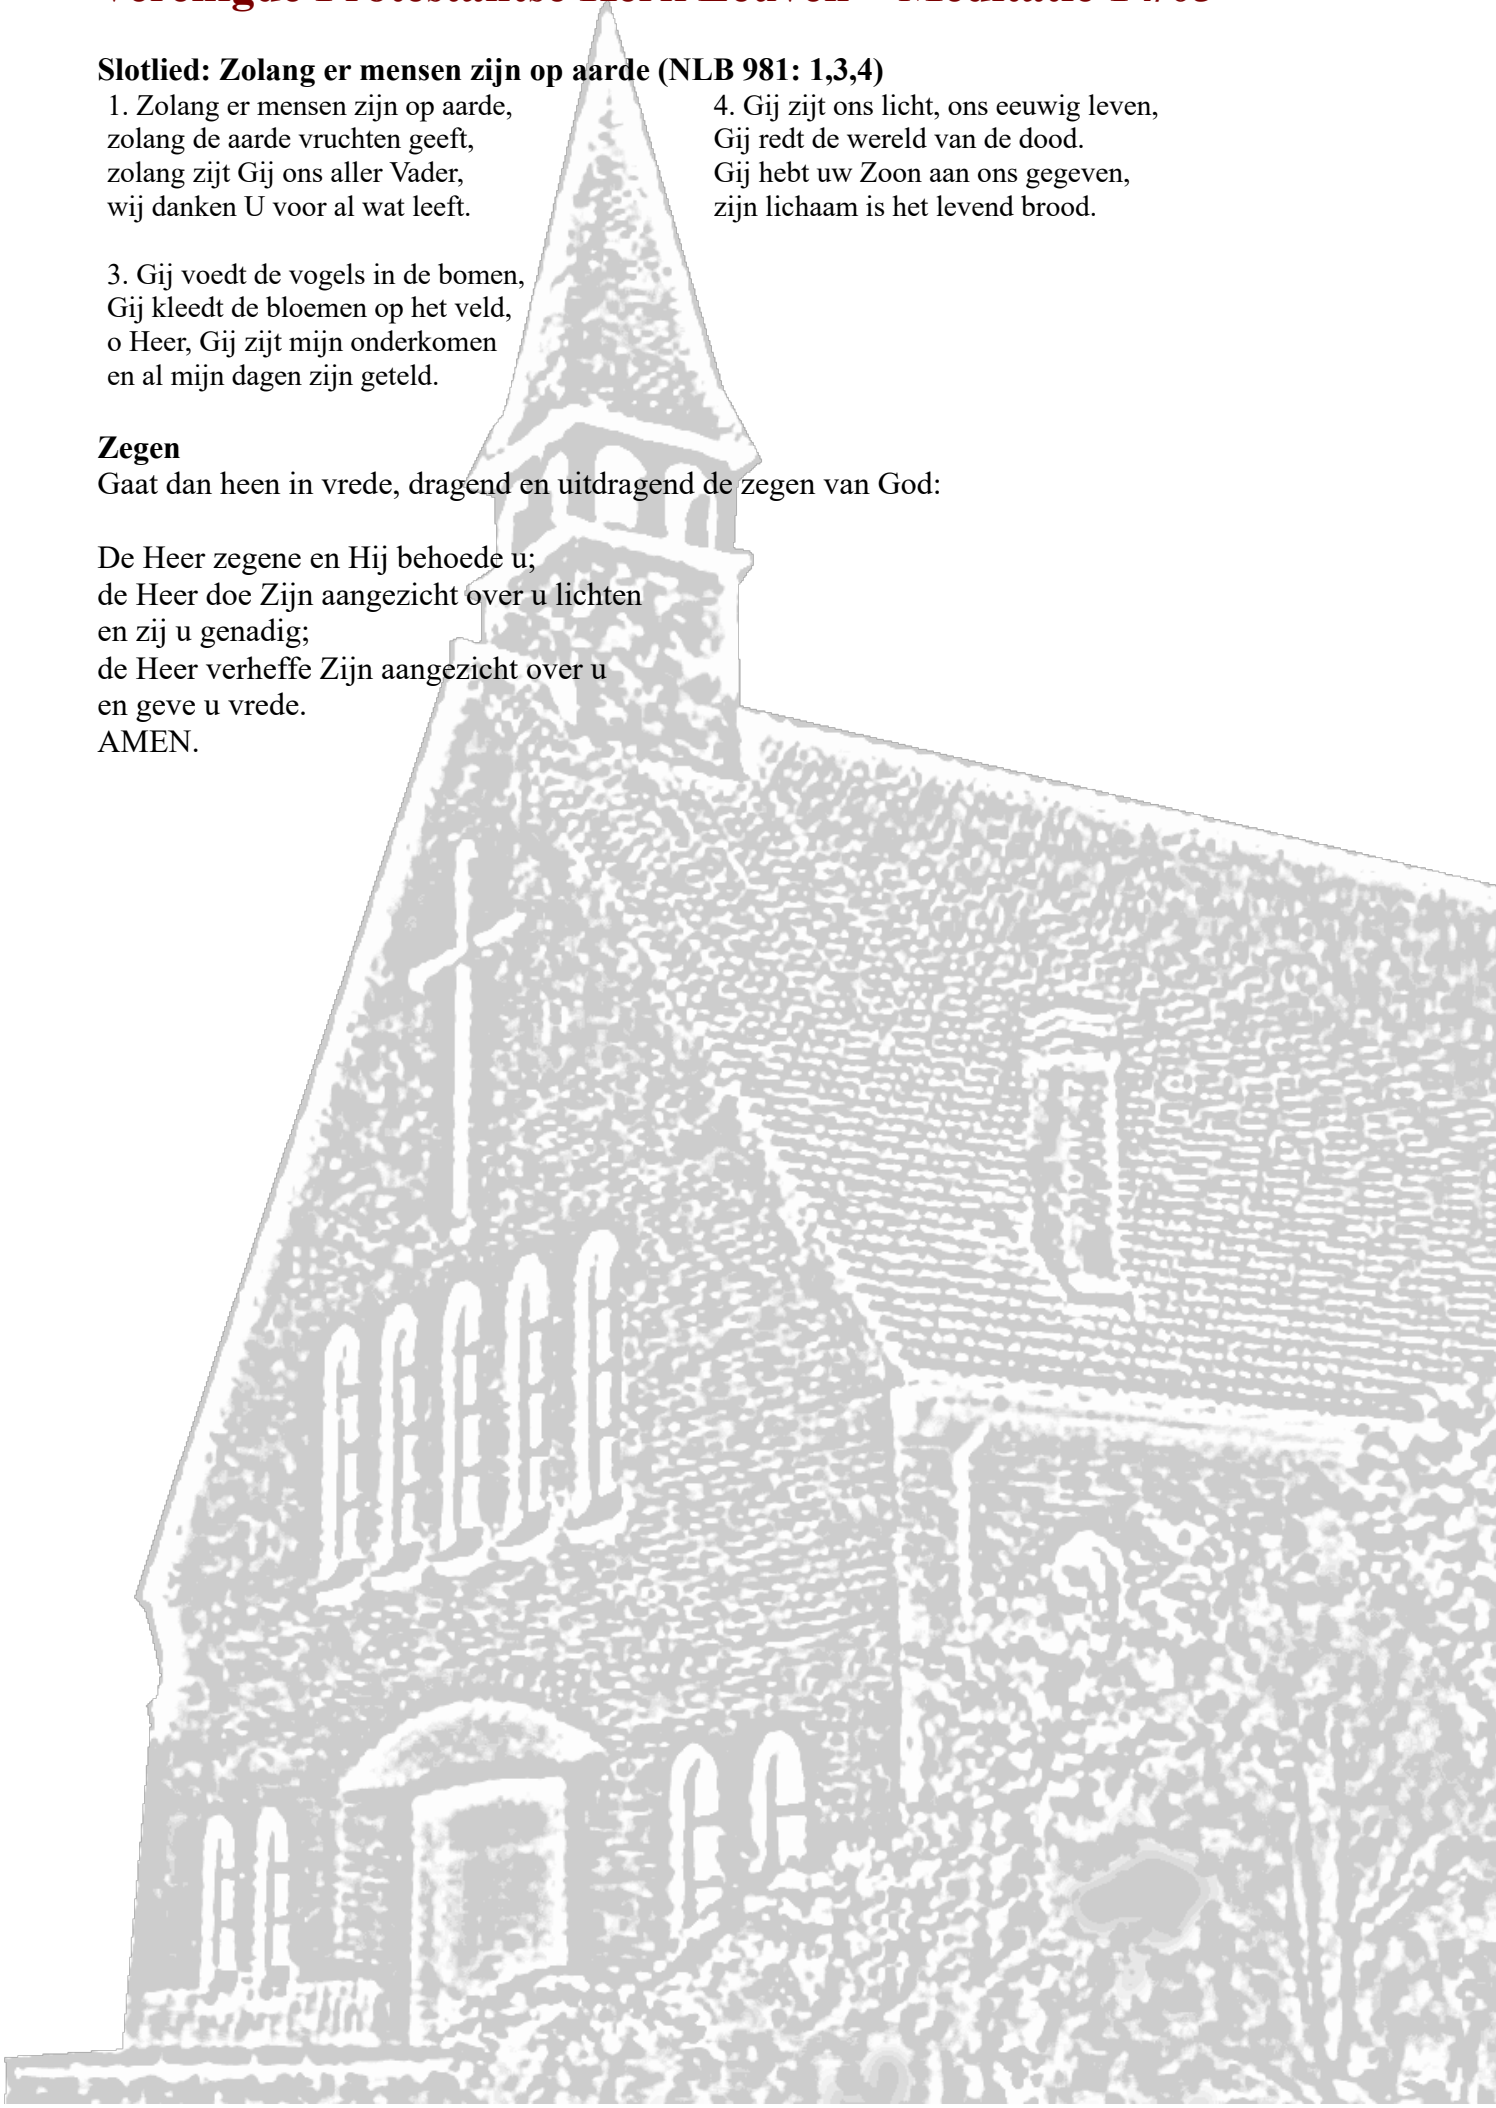 Slotlied: Zolang er mensen zijn op aarde (NLB 981: 1,3,4)
1. Zolang er mensen zijn op aarde,
zolang de aarde vruchten geeft,
zolang zijt Gij ons aller Vader,
wij danken U voor al wat leeft.
3. Gij voedt de vogels in de bomen,
Gij kleedt de bloemen op het veld,
o Heer, Gij zijt mijn onderkomen
en al mijn dagen zijn geteld.
4. Gij zijt ons licht, ons eeuwig leven,
Gij redt de wereld van de dood.
Gij hebt uw Zoon aan ons gegeven,
zijn lichaam is het levend brood.
Zegen
Gaat dan heen in vrede, dragend en uitdragend de zegen van God:
De Heer zegene en Hij behoede u;
de Heer doe Zijn aangezicht over u lichten
en zij u genadig;
de Heer verheffe Zijn aangezicht over u
en geve u vrede.
AMEN.